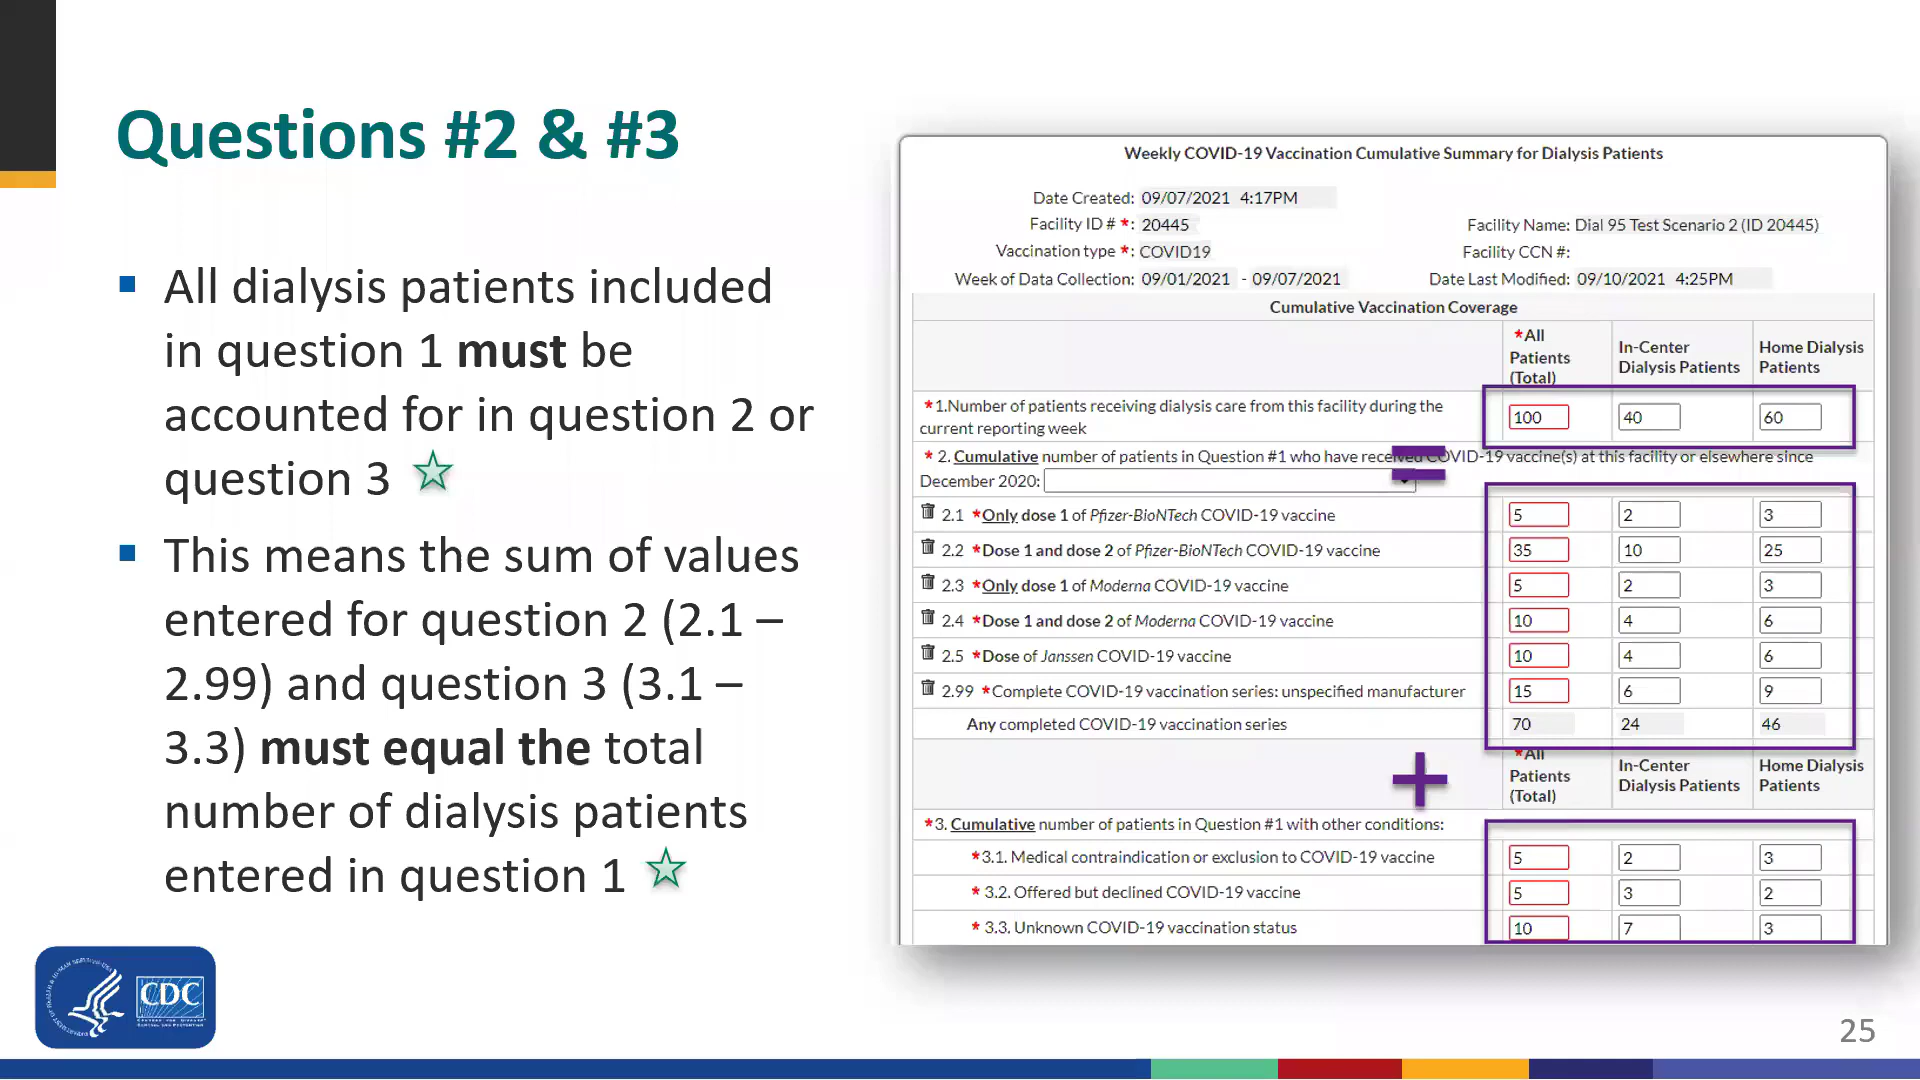 Questions #2 & #3
All dialysis patients included
in question 1 must be
accounted for in question 2 or
question 3
This means the sum of values
entered for question 2 (2.1 –
2.99) and question 3 (3.1 –
3.3) must equal the total
number of dialysis patients
entered in question 1
Weekly COVID-19 Vaccination Cumulative Summary for Dialysis Patients
Date Created: 09/07/2021 4:17PM
Facility ID # *: 20445 Facility Name: Dial 95 Test Scenario 2 (ID 20445)
Vaccination type *: COVID19 Facility CCN #:
Week of Data Collection: 09/01/2021 - 09/07/2021 Date Last Modified: 09/10/2021 4:25PM
Cumulative Vaccination Coverage
*All
Patients
(Total)
In-Center
Dialysis Patients
Home Dialysis
Patients
*1.Number of patients receiving dialysis care from this facility during the
current reporting week
100 40 60
* 2. Cumulative number of patients in Question #1 who have received COVID-19 vaccine(s) at this facility or elsewhere since
December 2020:
2.1 *Only dose 1 of Pfizer-BioNTech COVID-19 vaccine 5 2 3
2.2 *Dose 1 and dose 2 of Pfizer-BioNTech COVID-19 vaccine 35 10 25
2.3 *Only dose 1 of Moderna COVID-19 vaccine 5 2 3
2.4 *Dose 1 and dose 2 of Moderna COVID-19 vaccine 10 4 6
2.5 *Dose of Janssen COVID-19 vaccine 10 4 6
2.99 *Complete COVID-19 vaccination series: unspecified manufacturer 15 6 9
Any completed COVID-19 vaccination series 70 24 46
*All
Patients
(Total)
In-Center
Dialysis Patients
Home Dialysis
Patients
*3. Cumulative number of patients in Question #1 with other conditions:
*3.1. Medical contraindication or exclusion to COVID-19 vaccine 5 2 3
* 3.2. Offered but declined COVID-19 vaccine 5 3 2
* 3.3. Unknown COVID-19 vaccination status 10 7 3
CDC
25